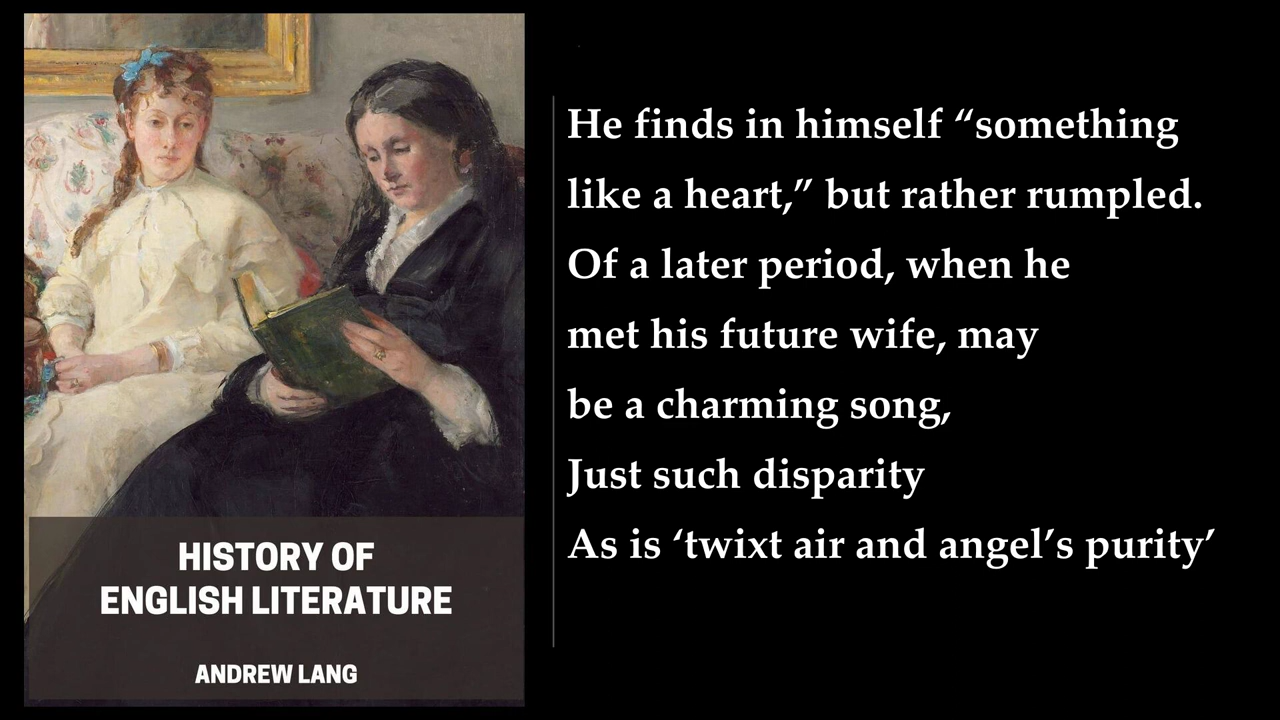 HISTORY OF
ENGLISH LITERATURE
ANDREW LANG
He finds in himself “something
like a heart,” but rather rumpled.
Of a later period, when he
met his future wife, may
be a charming song,
Just such disparity
As is ‘twixt air and angel’s purity’